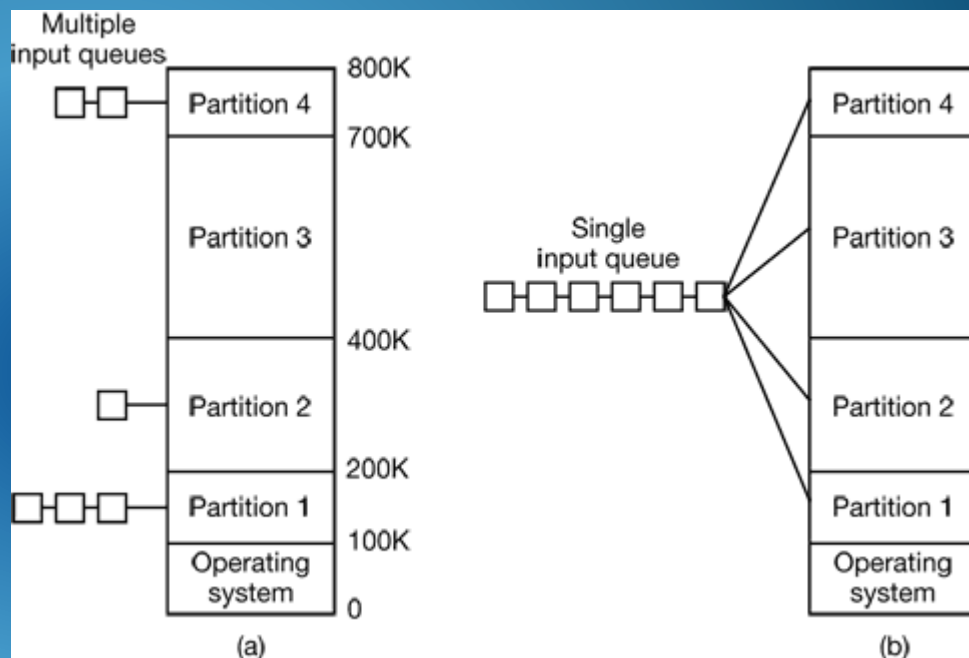 Multiple
input queues
800K
Partition 4
700K
Partition 3
400K
Partition 2
200K
Partition 1
100K
Operating
system
0
(a)
Single
input queue
Partition 4
Partition 3
Partition 2
Partition 1
Operating
system
(b)